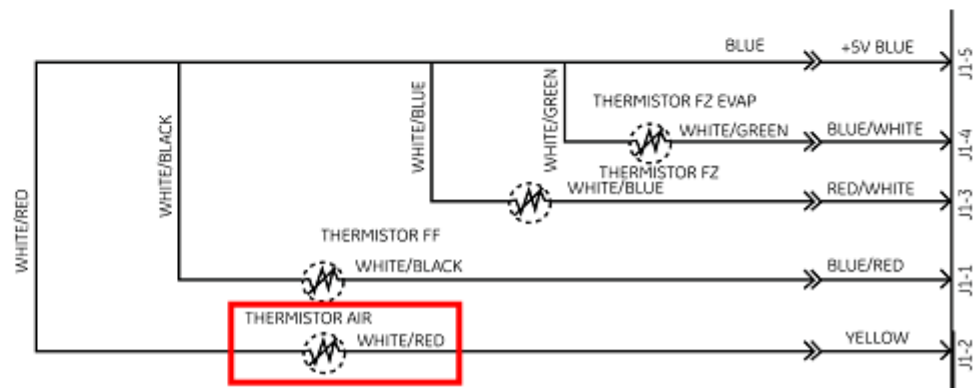 BLUE
+5V BLUE
J1-5
THERMISTOR FZ EVAP
WHITE/GREEN
WHITE/GREEN
BLUE/WHITE
J1-4
WHITE/BLUE
THERMISTOR FZ
WHITE/BLUE
RED/WHITE
J1-3
WHITE/BLACK
WHITE/RED
THERMISTOR FF
WHITE/BLACK
BLUE/RED
J1-1
THERMISTOR AIR
WHITE/RED
YELLOW
J1-2